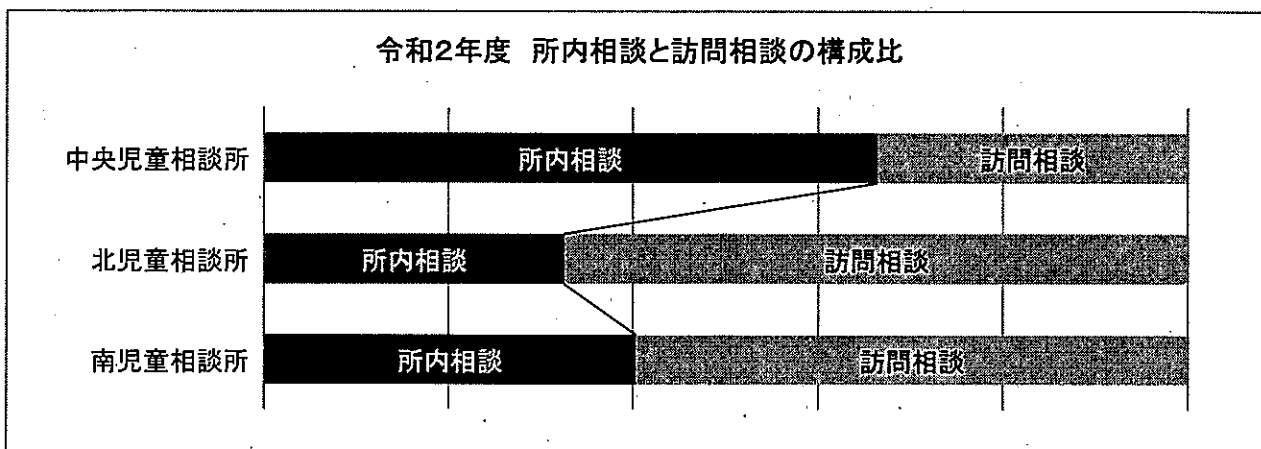 令和2年度 所内相談と訪問相談の構成比
中央児童相談所 所内相談 訪問相談
北児童相談所 所内相談 訪問相談
南児童相談所 所内相談 訪問相談